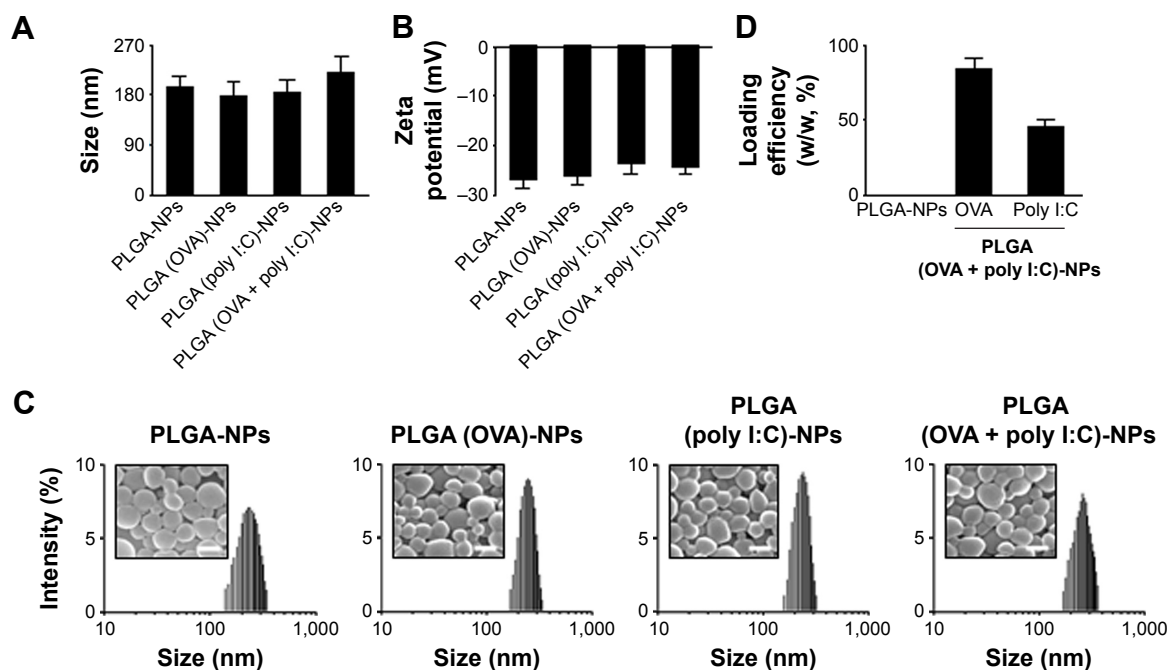 A
Size (nm)
270
180
90
0
PLGA-NPs
PLGA (OVA)-NPs
PLGA (poly I:C)-NPs
PLGA (OVA + poly I:C)-NPs
B
Zeta
potential (mV)
0
–10
–20
–30
PLGA-NPs
PLGA (OVA)-NPs
PLGA (poly I:C)-NPs
PLGA (OVA + poly I:C)-NPs
D
Loading
efficiency
(w/w, %)
100
50
0
PLGA-NPs OVA Poly I:C
PLGA
(OVA + poly I:C)-NPs
C
Intensity (%)
PLGA-NPs
10
5
0
10 100 1,000
Size (nm)
PLGA (OVA)-NPs
10
5
0
10 100 1,000
Size (nm)
PLGA
(poly I:C)-NPs
10
5
0
10 100 1,000
Size (nm)
PLGA
(OVA + poly I:C)-NPs
10
5
0
10 100 1,000
Size (nm)